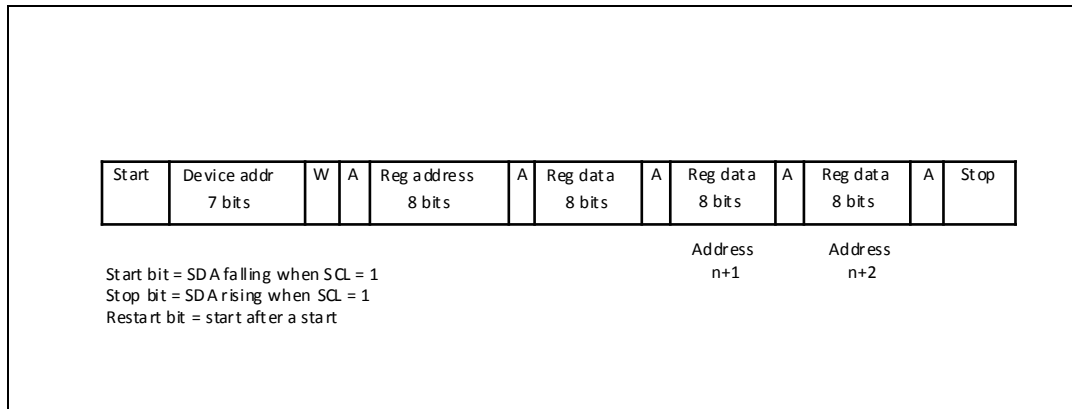 Start Device addr W A Reg address A Reg data A Reg data A Reg data A Stop
7 bits 8 bits 8 bits 8 bits 8 bits
Address Address
n+1 n+2
Start bit = SDA falling when SCL = 1
Stop bit = SDA rising when SCL = 1
Restart bit = start after a start